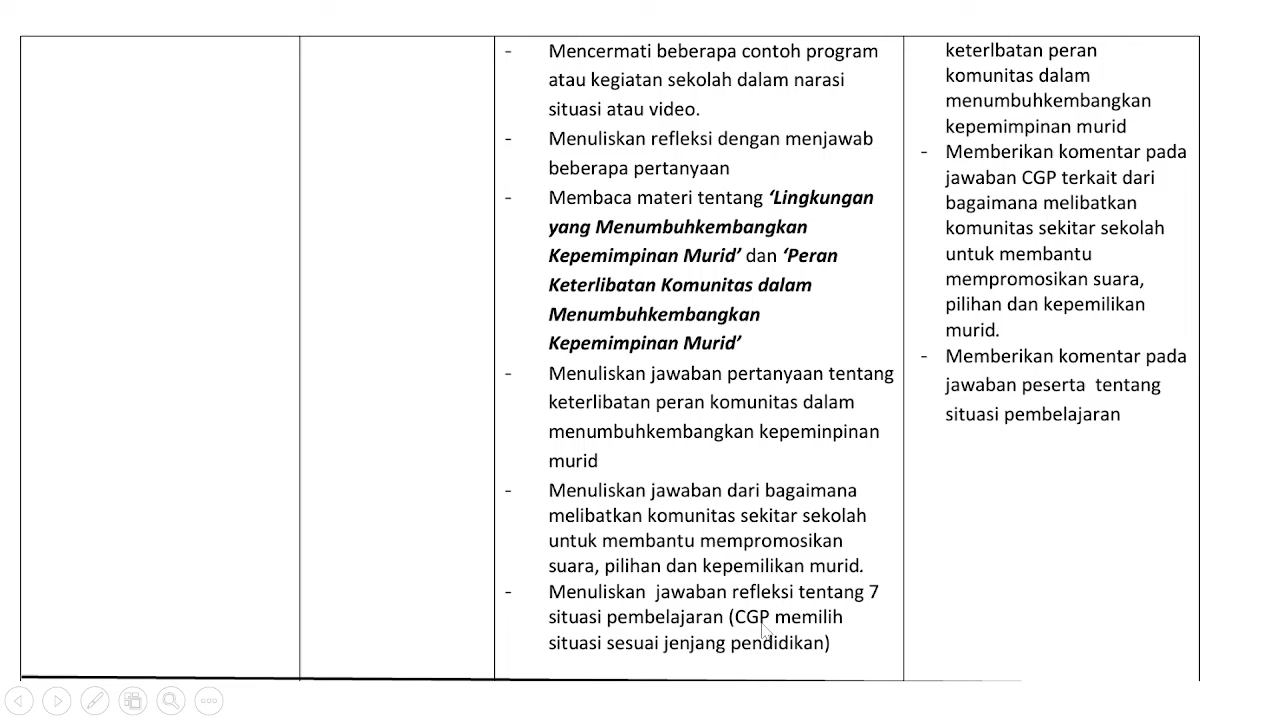 - Mencermati beberapa contoh program
atau kegiatan sekolah dalam narasi
situasi atau video.
- Menuliskan refleksi dengan menjawab
beberapa pertanyaan
- Membaca materi tentang ‘Lingkungan
yang Menumbuhkembangkan
Kepemimpinan Murid’ dan ‘Peran
Keterlibatan Komunitas dalam
Menumbuhkembangkan
Kepemimpinan Murid’
- Menuliskan jawaban pertanyaan tentang
keterlibatan peran komunitas dalam
menumbuhkembangkan kepeminpinan
murid
- Menuliskan jawaban dari bagaimana
melibatkan komunitas sekitar sekolah
untuk membantu mempromosikan
suara, pilihan dan kepemilikan murid.
- Menuliskan  jawaban refleksi tentang 7
situasi pembelajaran (CGP memilih
situasi sesuai jenjang pendidikan)
keterlbatan peran
komunitas dalam
menumbuhkembangkan
kepemimpinan murid
- Memberikan komentar pada
jawaban CGP terkait dari
bagaimana melibatkan
komunitas sekitar sekolah
untuk membantu
mempromosikan suara,
pilihan dan kepemilikan
murid.
- Memberikan komentar pada
jawaban peserta  tentang
situasi pembelajaran